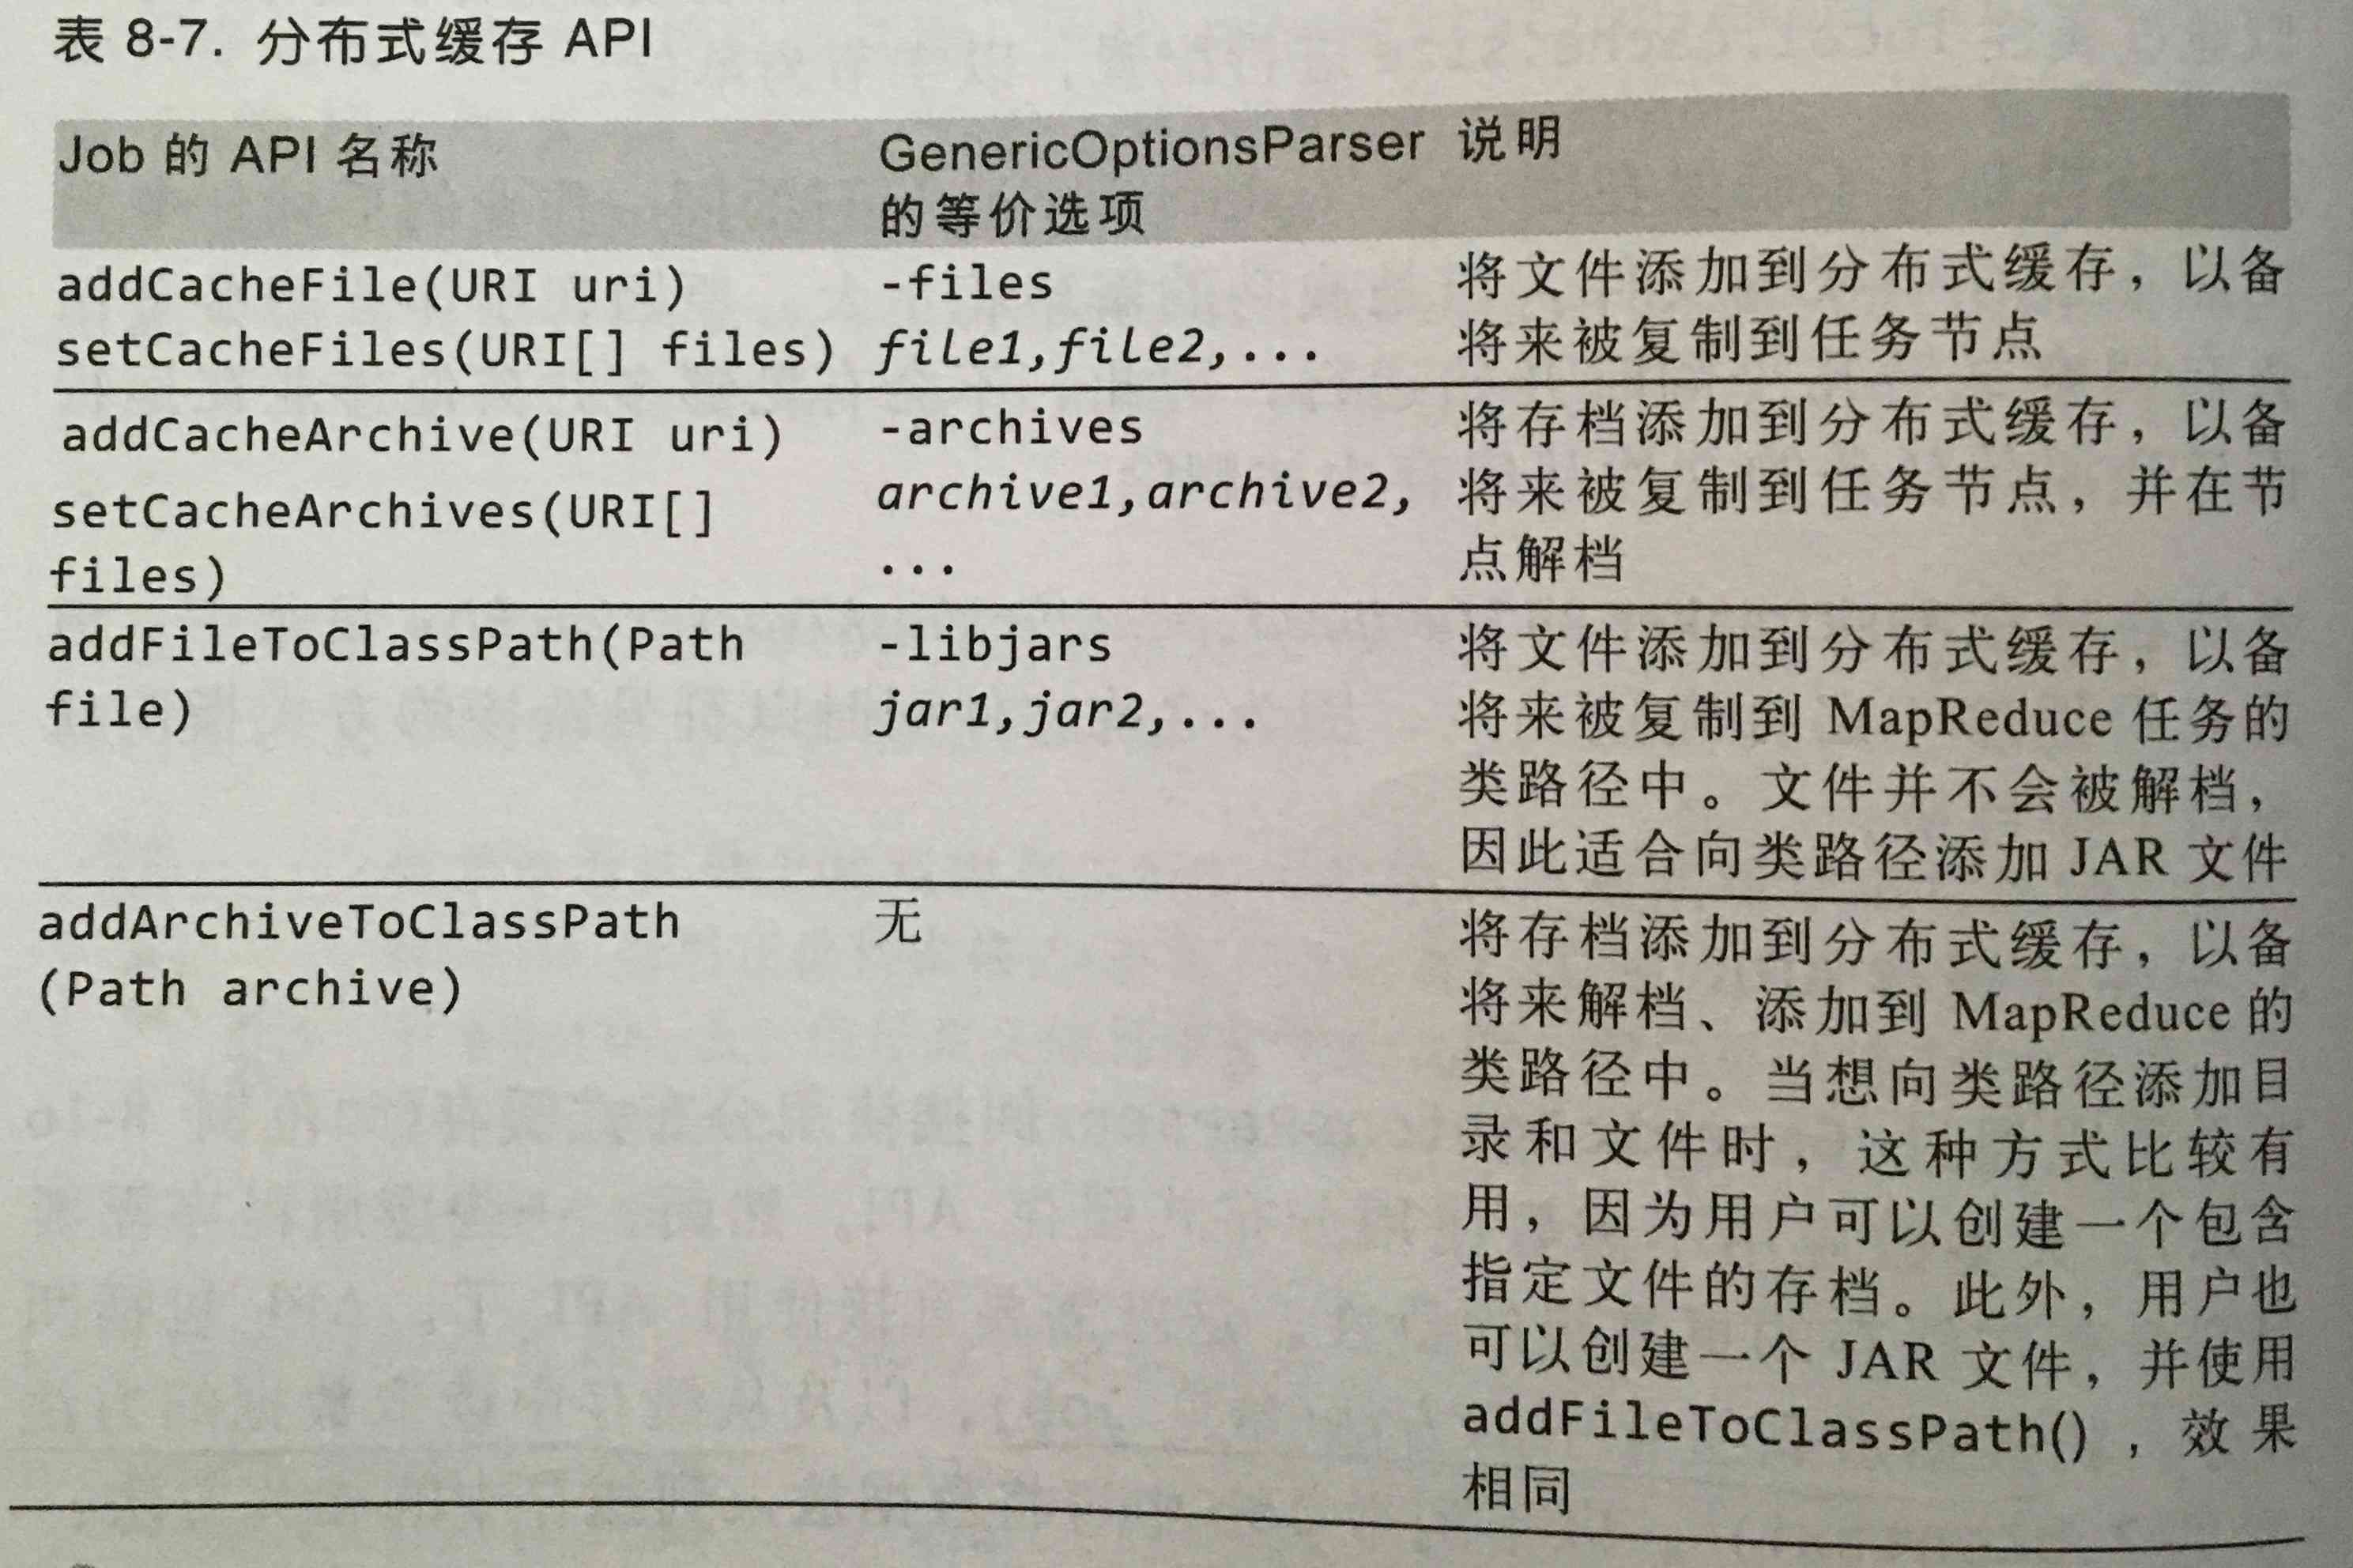 表 8-7. 分布式缓存 API
Job 的 API 名称
GenericOptionsParser
的等价选项
说明
addCacheFile(URI uri)
setCacheFiles(URI[] files)
-files
file1,file2,...
将文件添加到分布式缓存，以备
将来被复制到任务节点
addCacheArchive(URI uri)
setCacheArchives(URI[]
files)
-archives
archive1,archive2,
...
将存档添加到分布式缓存，以备
将来被复制到任务节点，并在节
点解档
addFileToClassPath(Path
file)
-libjars
jar1,jar2,...
将文件添加到分布式缓存，以备
将来被复制到 MapReduce 任务的
类路径中。文件并不会被解档，
因此适合向类路径添加 JAR 文件
addArchiveToClassPath
(Path archive)
无
将存档添加到分布式缓存，以备
将来解档、添加到 MapReduce 的
类路径中。当想向类路径添加目
录和文件时，这种方式比较有
用，因为用户可以创建一个包含
指定文件的存档。此外，用户也
可以创建一个 JAR 文件，并使用
addFileToClassPath()，效果
相同